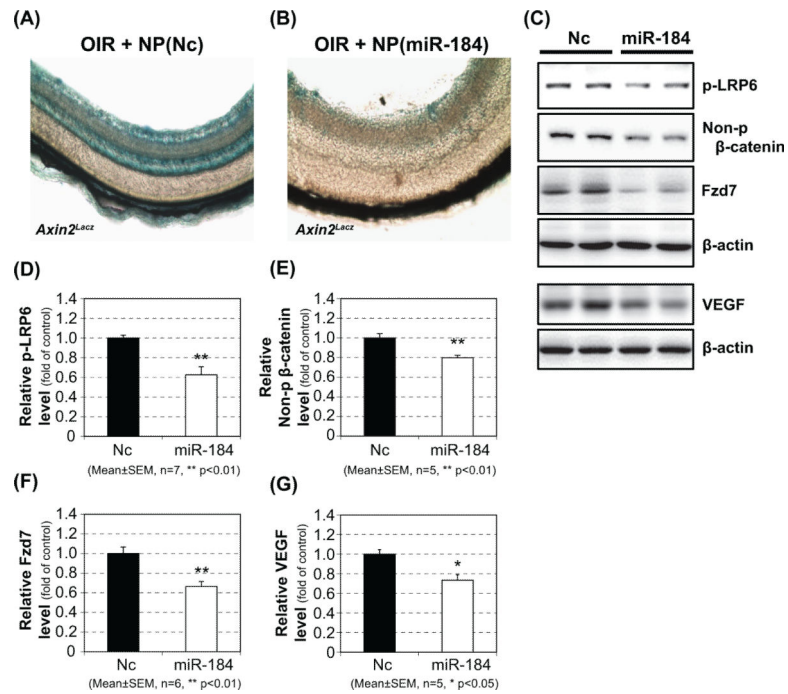 (A)
OIR + NP(Nc)
Axin2Lacz
(B)
OIR + NP(miR-184)
Axin2Lacz
(C)
Nc miR-184
p-LRP6
Non-p
β-catenin
Fzd7
β-actin
VEGF
β-actin
(D)
Relative p-LRP6
level (fold of control)
1.4
1.2
1.0
0.8
0.6
0.4
0.2
0
Nc miR-184
(Mean±SEM, n=7, ** p<0.01)
**
(E)
Relative
Non-p β-catenin
level (fold of control)
1.4
1.2
1.0
0.8
0.6
0.4
0.2
0
**
Nc miR-184
(Mean±SEM, n=5, ** p<0.01)
(F)
Relative Fzd7
level (fold of control)
1.4
1.2
1.0
0.8
0.6
0.4
0.2
0
**
Nc miR-184
(Mean±SEM, n=6, ** p<0.01)
(G)
Relative VEGF
level (fold of control)
1.4
1.2
1.0
0.8
0.6
0.4
0.2
0
*
Nc miR-184
(Mean±SEM, n=5, * p<0.05)